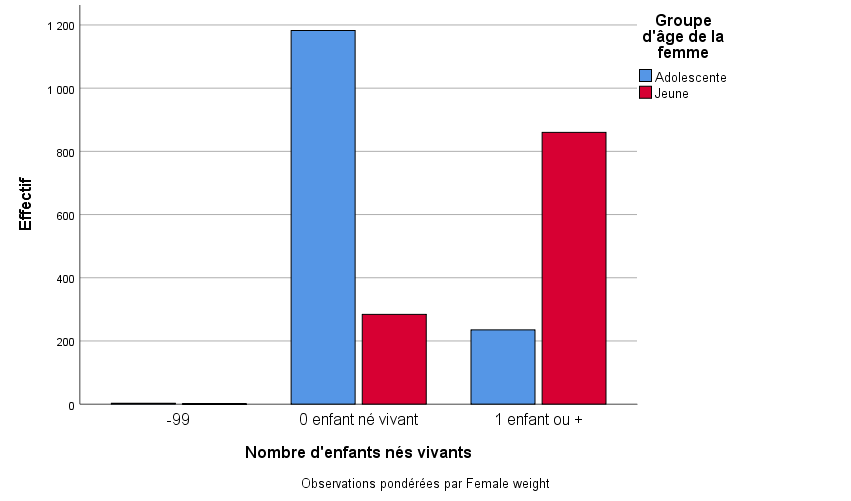 Groupe
d'âge de la
femme
Adolescente
Jeune
Effectif
1 200
1 000
800
600
400
200
0
-99
0 enfant né vivant
1 enfant ou +
Nombre d'enfants nés vivants
Observations pondérées par Female weight